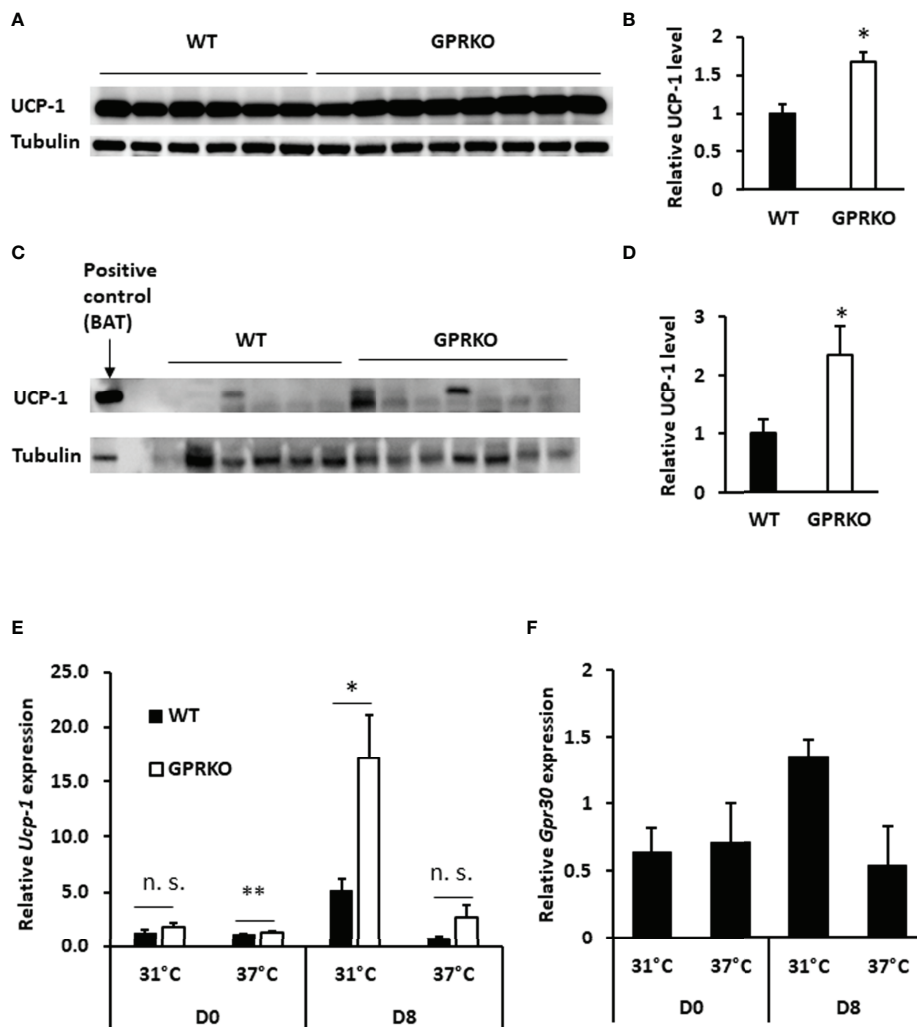 A
WT
GPRKO
UCP-1
Tubulin
B
Relative UCP-1 level
2
1.5
1
0.5
0
*
WT
GPRKO
C
Positive
control
(BAT)
WT
GPRKO
UCP-1
Tubulin
D
Relative UCP-1 level
3
2
1
0
*
WT
GPRKO
E
Relative Ucp-1 expression
25.0
20.0
15.0
10.0
5.0
0.0
WT
GPRKO
n. s.
**
*
n. s.
31°C
37°C
31°C
37°C
D0
D8
F
Relative Gpr30 expression
2
1.5
1
0.5
0
31°C
37°C
31°C
37°C
D0
D8